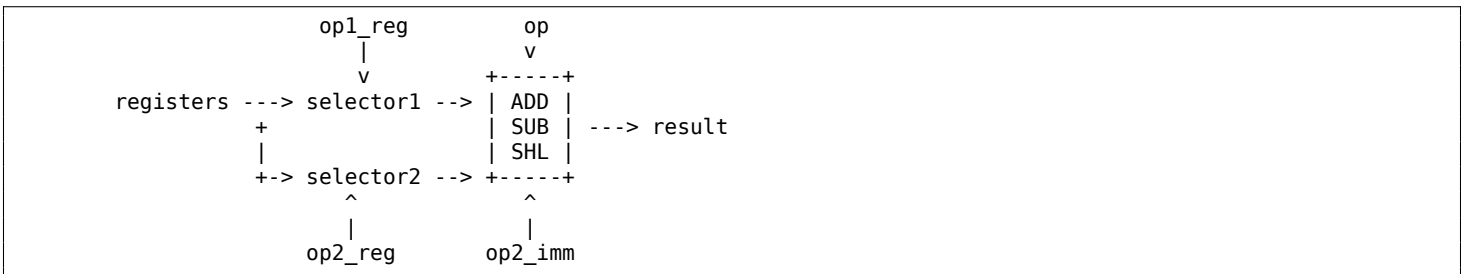 op1_reg op
| v
v +-----+
registers ---> selector1 --> | ADD |
+ | SUB | ---> result
| | SHL |
+-> selector2 --> +-----+
^ ^
| |
op2_reg op2_imm